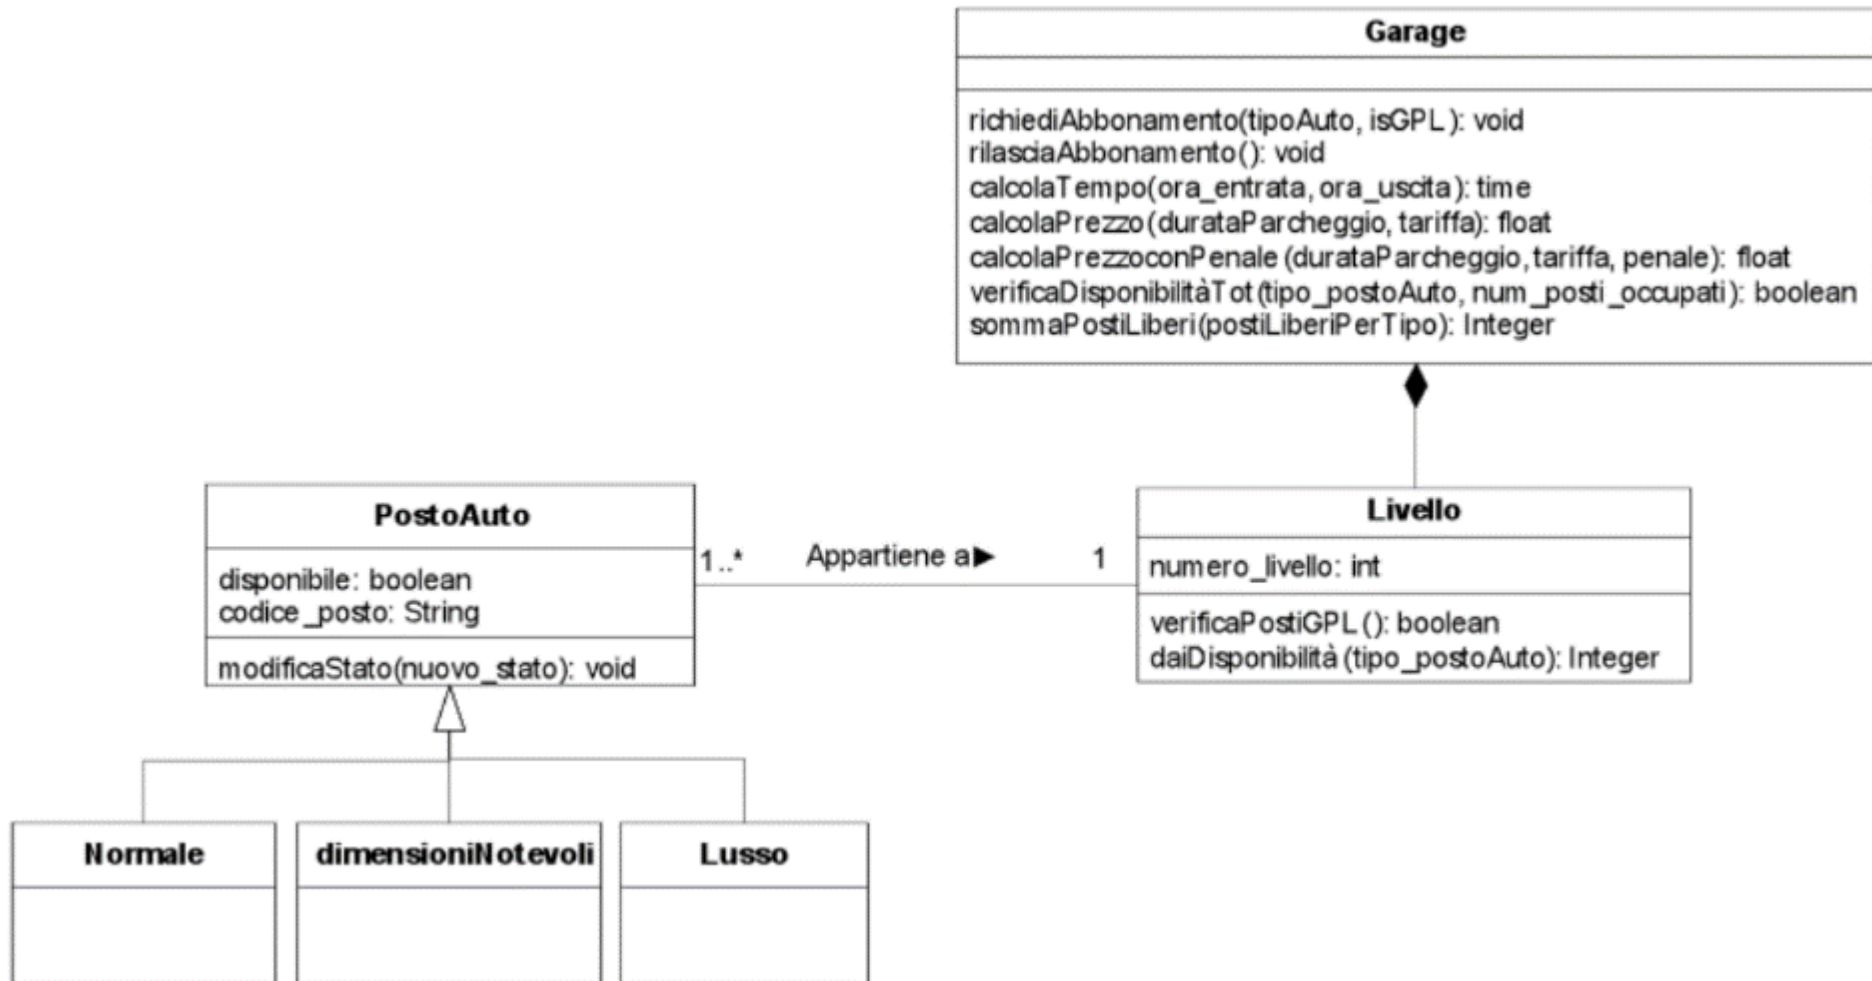 Garage
richiediAbbonamento(tipoAuto, isGPL): void
rilasciaAbbonamento(): void
calcolaTempo(ora_entrata, ora_uscita): time
calcolaPrezzo(durataParcheggio, tariffa): float
calcolaPrezzoconPenale(durataParcheggio, tariffa, penale): float
verificaDisponibilitàTot(tipo_postoAuto, num_posti_occupati): boolean
sommaPostiLiberi(postiLiberiPerTipo): Integer
PostoAuto
disponibile: boolean
codice_posto: String
modificaStato(nuovo_stato): void
1..* Appartiene a► 1
Livello
numero_livello: int
verificaPostiGPL(): boolean
daiDisponibilità(tipo_postoAuto): Integer
Normale
dimensioniNotevoli
Lusso